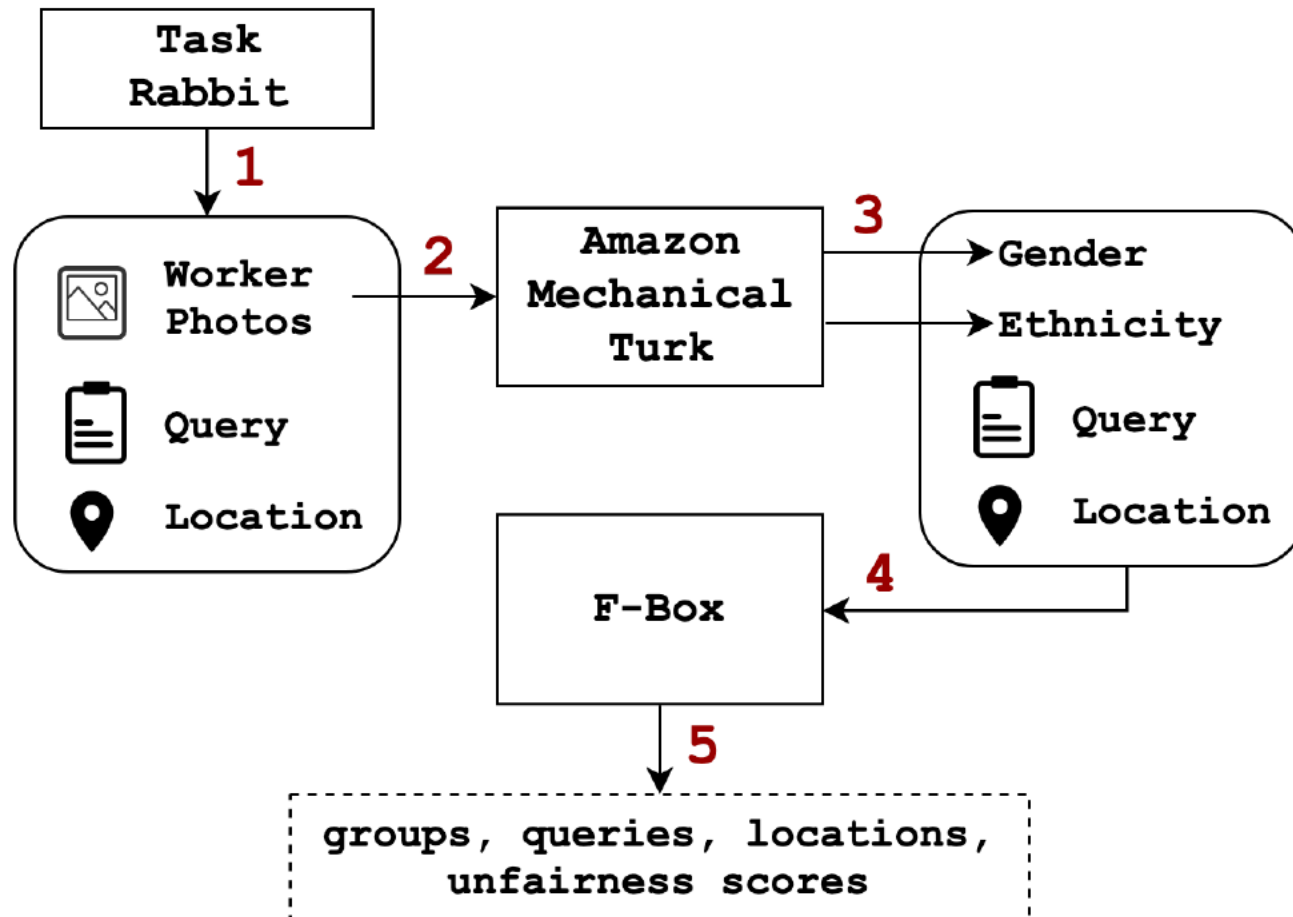 Task
Rabbit
1
Worker
Photos
Query
Location
2
Amazon
Mechanical
Turk
3
Gender
Ethnicity
Query
Location
4
F-Box
5
groups, queries, locations,
unfairness scores